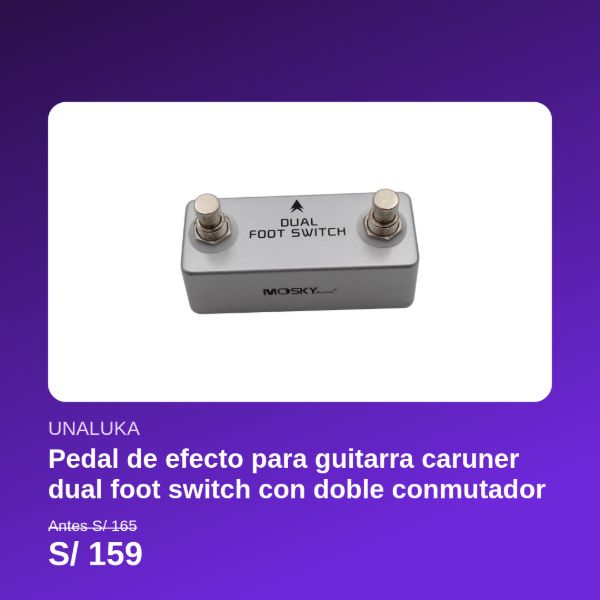 DUAL
FOOT SWITCH
MOSKY Audio®
UNALUKA
Pedal de efecto para guitarra caruner
dual foot switch con doble conmutador
Antes S/ 165
S/ 159